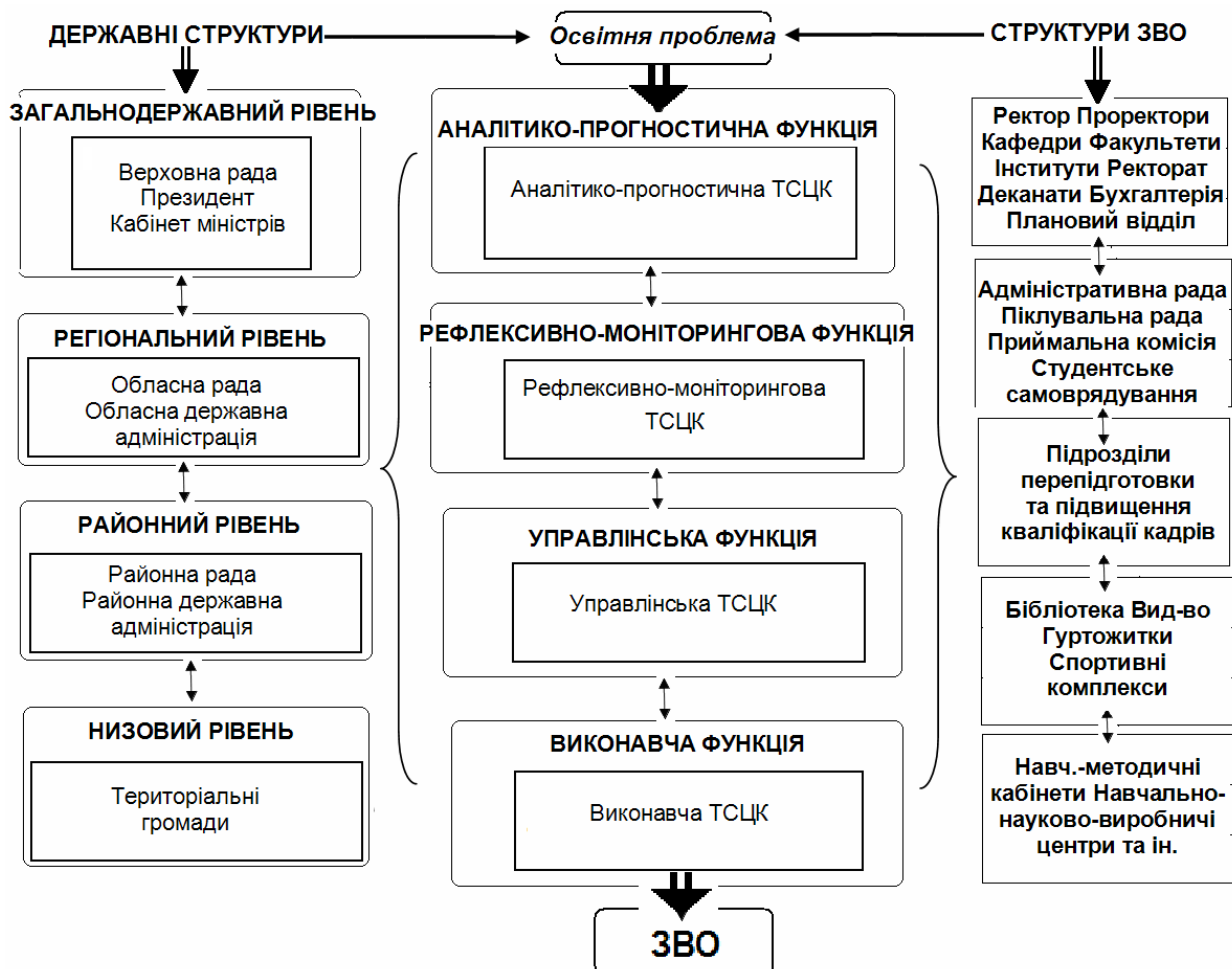 ДЕРЖАВНІ СТРУКТУРИ
Освітня проблема
СТРУКТУРИ ЗВО
ЗАГАЛЬНОДЕРЖАВНИЙ РІВЕНЬ
Верховна рада
Президент
Кабінет міністрів
РЕГІОНАЛЬНИЙ РІВЕНЬ
Обласна рада
Обласна державна
адміністрація
РАЙОННИЙ РІВЕНЬ
Районна рада
Районна державна
адміністрація
НИЗОВИЙ РІВЕНЬ
Територіальні
громади
АНАЛІТИКО-ПРОГНОСТИЧНА ФУНКЦІЯ
Аналітико-прогностична ТСЦК
РЕФЛЕКСИВНО-МОНІТОРИНГОВА ФУНКЦІЯ
Рефлексивно-моніторингова
ТСЦК
УПРАВЛІНСЬКА ФУНКЦІЯ
Управлінська ТСЦК
ВИКОНАВЧА ФУНКЦІЯ
Виконавча ТСЦК
ЗВО
Ректор Проректори
Кафедри Факультети
Інститути Ректорат
Деканати Бухгалтерія
Плановий відділ
Адміністративна рада
Піклувальна рада
Приймальна комісія
Студентське
самоврядування
Підрозділи
перепідготовки
та підвищення
кваліфікації кадрів
Бібліотека Вид-во
Гуртожитки
Спортивні
комплекси
Навч.-методичні
кабінети Навчально-
науково-виробничі
центри та ін.